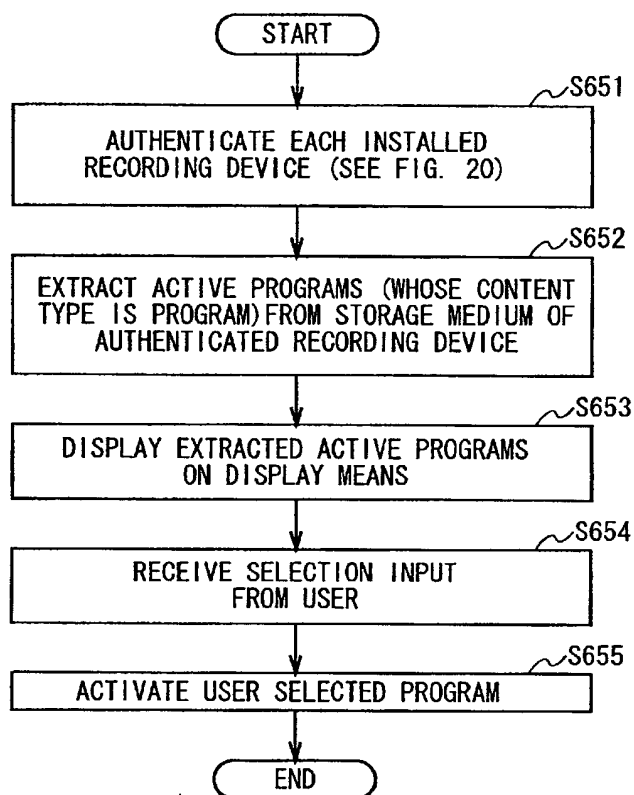 START
S651
AUTHENTICATE EACH INSTALLED
RECORDING DEVICE (SEE FIG. 20)
S652
EXTRACT ACTIVE PROGRAMS (WHOSE CONTENT
TYPE IS PROGRAM)FROM STORAGE MEDIUM OF
AUTHENTICATED RECORDING DEVICE
S653
DISPLAY EXTRACTED ACTIVE PROGRAMS
ON DISPLAY MEANS
S654
RECEIVE SELECTION INPUT
FROM USER
S655
ACTIVATE USER SELECTED PROGRAM
END